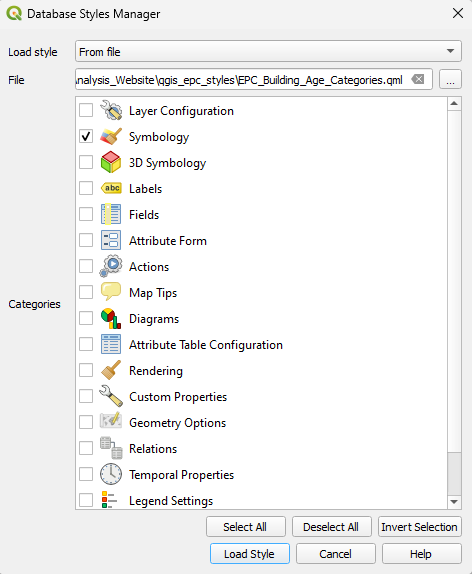 Database Styles Manager
Load style From file
File \nalysis_Website\qgis_epc_styles\EPC_Building_Age_Categories.qml ...
Layer Configuration
Symbology
3D Symbology
abc Labels
Fields
Attribute Form
Actions
Categories Map Tips
Diagrams
Attribute Table Configuration
Rendering
Custom Properties
Geometry Options
Relations
Temporal Properties
Legend Settings
Select All Deselect All Invert Selection
Load Style Cancel Help